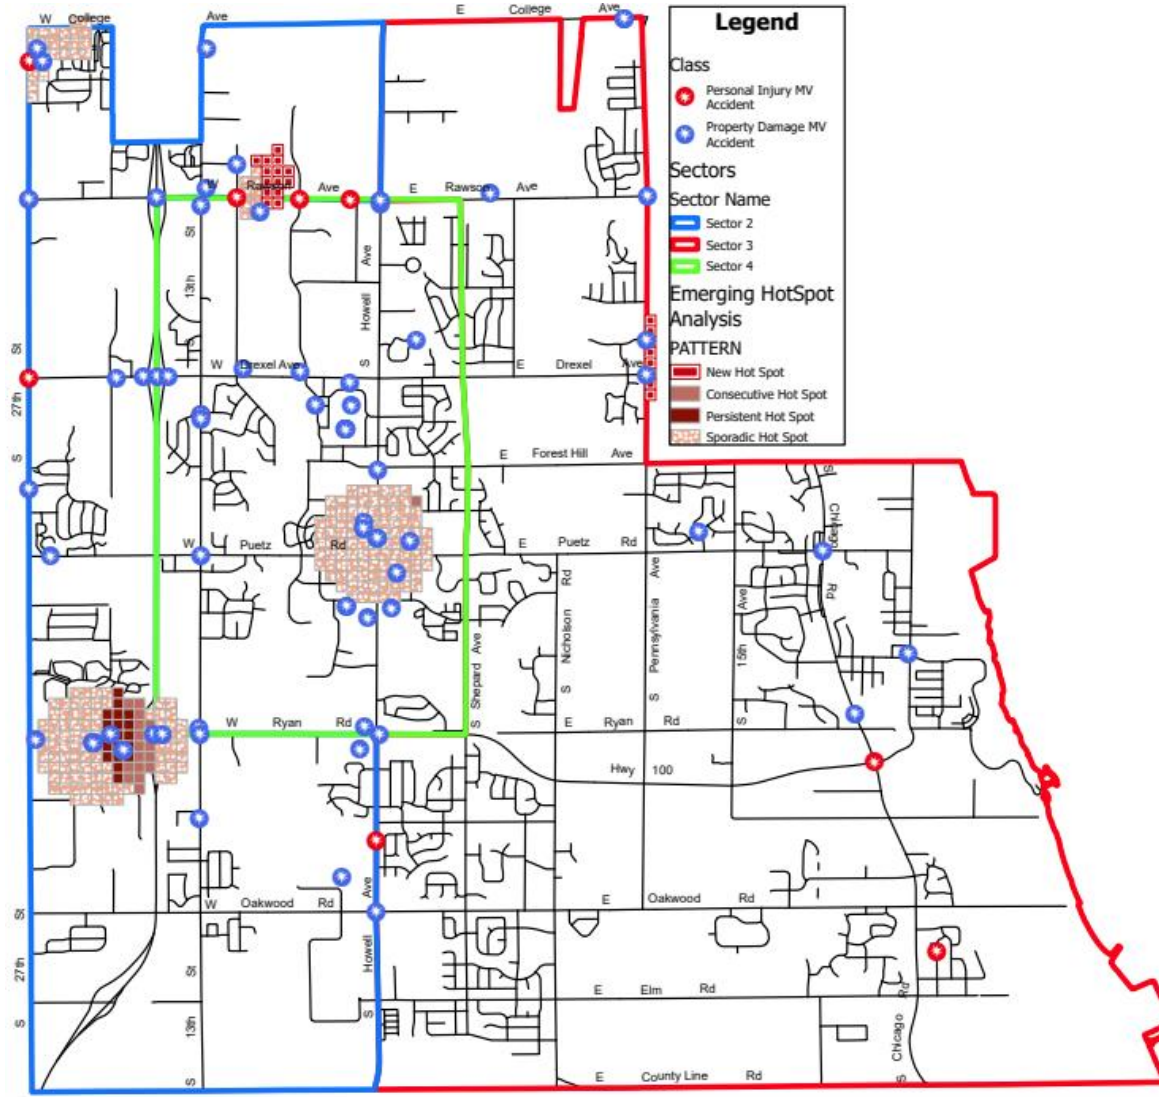 W College Ave
E College Ave
Legend
Class
Personal Injury MV
Accident
Property Damage MV
Accident
Sectors
Sector Name
Sector 2
Sector 3
Sector 4
Emerging HotSpot
Analysis
PATTERN
New Hot Spot
Consecutive Hot Spot
Persistent Hot Spot
Sporadic Hot Spot
W Rawson Ave
E Rawson Ave
S 13th St
S Howell Ave
S 27th St
W Drexel Ave
E Drexel Ave
E Forest Hill Ave
W Puetz Rd
E Puetz Rd
S Chicago Rd
S Nicholson Rd
S Pennsylvania Ave
S 15th Ave
S Shepard Ave
W Ryan Rd
E Ryan Rd
Hwy 100
W Oakwood Rd
E Oakwood Rd
S 27th St
S 13th St
S Howell Ave
E Elm Rd
S Chicago Rd
E County Line Rd